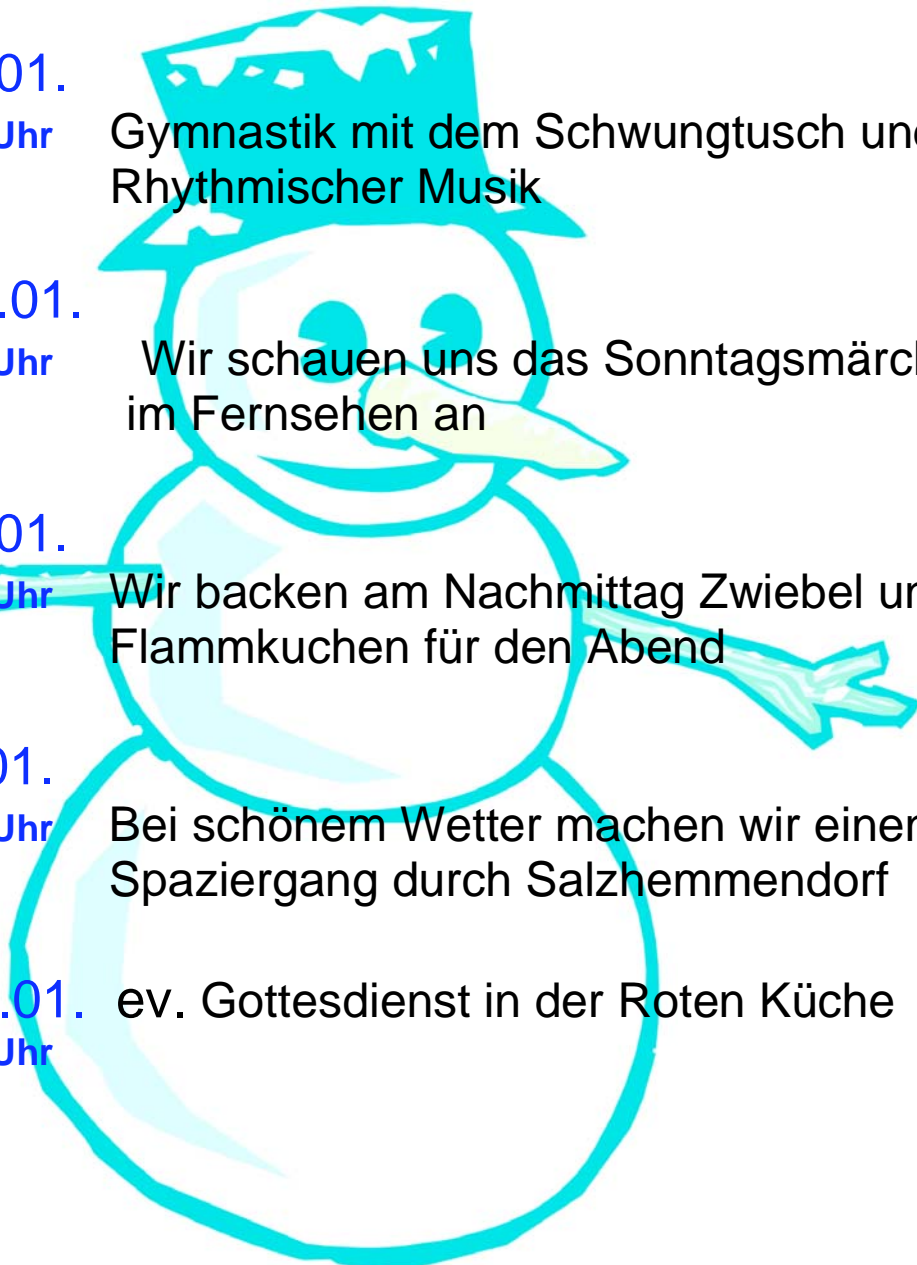 01.
Uhr Gymnastik mit dem Schwungtusch und
Rhythmischer Musik
.01.
Uhr Wir schauen uns das Sonntagsmärch
im Fernsehen an
01.
Uhr Wir backen am Nachmittag Zwiebel un
Flammkuchen für den Abend
01.
Uhr Bei schönem Wetter machen wir einen
Spaziergang durch Salzhemmendorf
.01. ev. Gottesdienst in der Roten Küche
Uhr